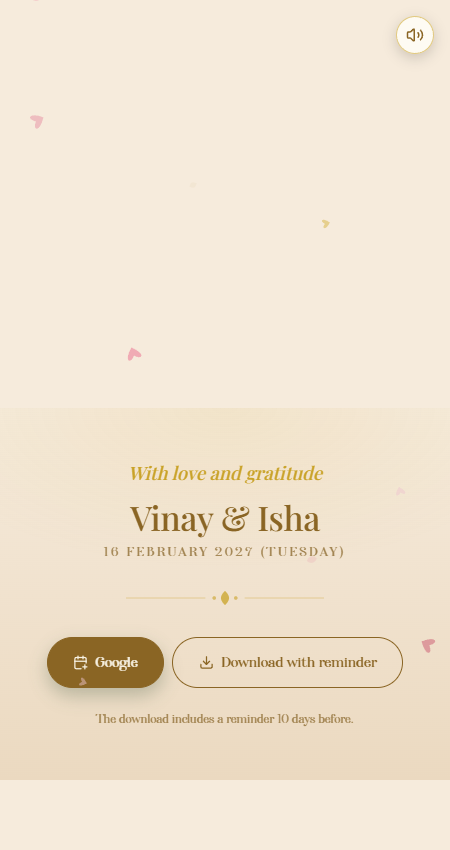 With love and gratitude
Vinay & Isha
16 FEBRUARY 2027 (TUESDAY)
Google
Download with reminder
The download includes a reminder 10 days before.